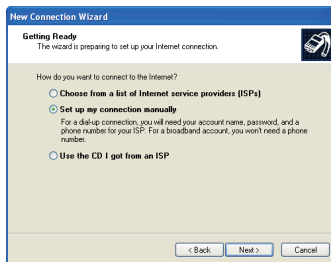 New Connection Wizard
Getting Ready
The wizard is preparing to set up your Internet connection.
How do you want to connect to the Internet?
Choose from a list of Internet service providers (ISPs)
Set up my connection manually
For a dial-up connection, you will need your account name, password, and a
phone number for your ISP. For a broadband account, you won't need a phone
number.
Use the CD I got from an ISP
< Back
Next >
Cancel